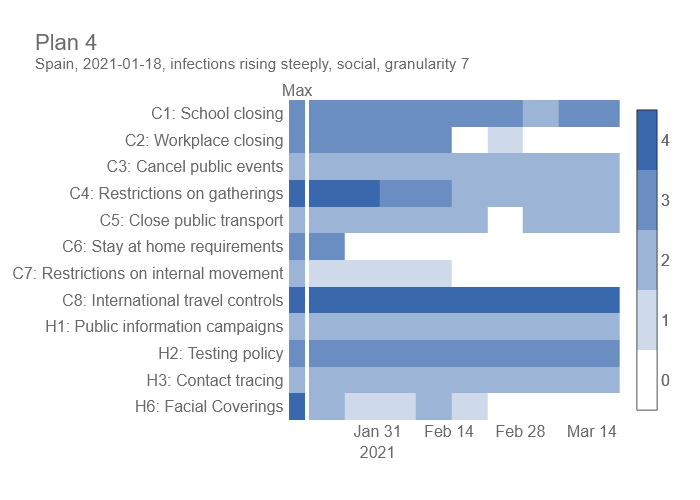 Plan 4
Spain, 2021-01-18, infections rising steeply, social, granularity 7
Max
C1: School closing
C2: Workplace closing
C3: Cancel public events
C4: Restrictions on gatherings
C5: Close public transport
C6: Stay at home requirements
C7: Restrictions on internal movement
C8: International travel controls
H1: Public information campaigns
H2: Testing policy
H3: Contact tracing
H6: Facial Coverings
4
3
2
1
0
Jan 31 Feb 14 Feb 28 Mar 14
2021